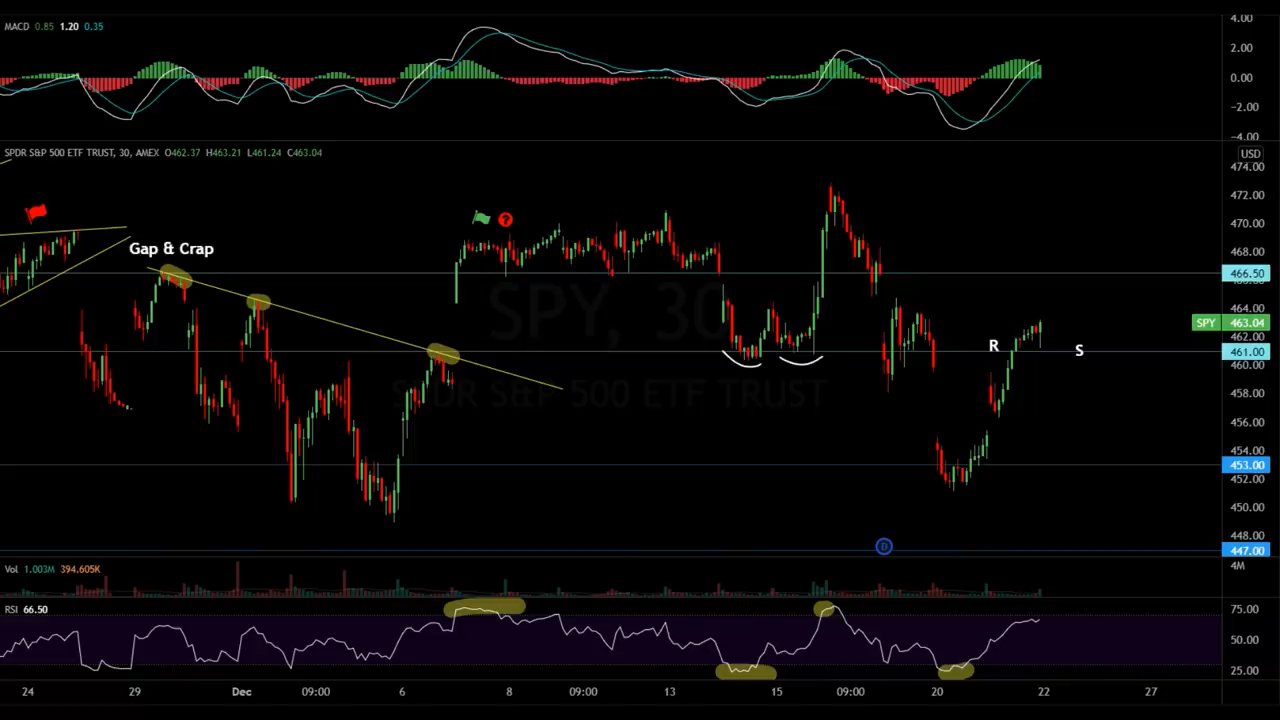 MACD 0.85 1.20 0.35
4.00
2.00
0.00
−2.00
−4.00
SPDR S&P 500 ETF TRUST, 30, AMEX O462.37 H463.21 L461.24 C463.04
USD
474.00
472.00
470.00
468.00
Gap & Crap
466.50
464.00
SPY 463.04
462.00
461.00
R
S
460.00
458.00
456.00
454.00
453.00
452.00
450.00
448.00
447.00
SPY, 30
SPDR S&P 500 ETF TRUST
D
Vol 1.003M 394.605K
4M
RSI 66.50
75.00
50.00
25.00
24 29 Dec 09:00 6 8 09:00 13 15 09:00 20 22 27